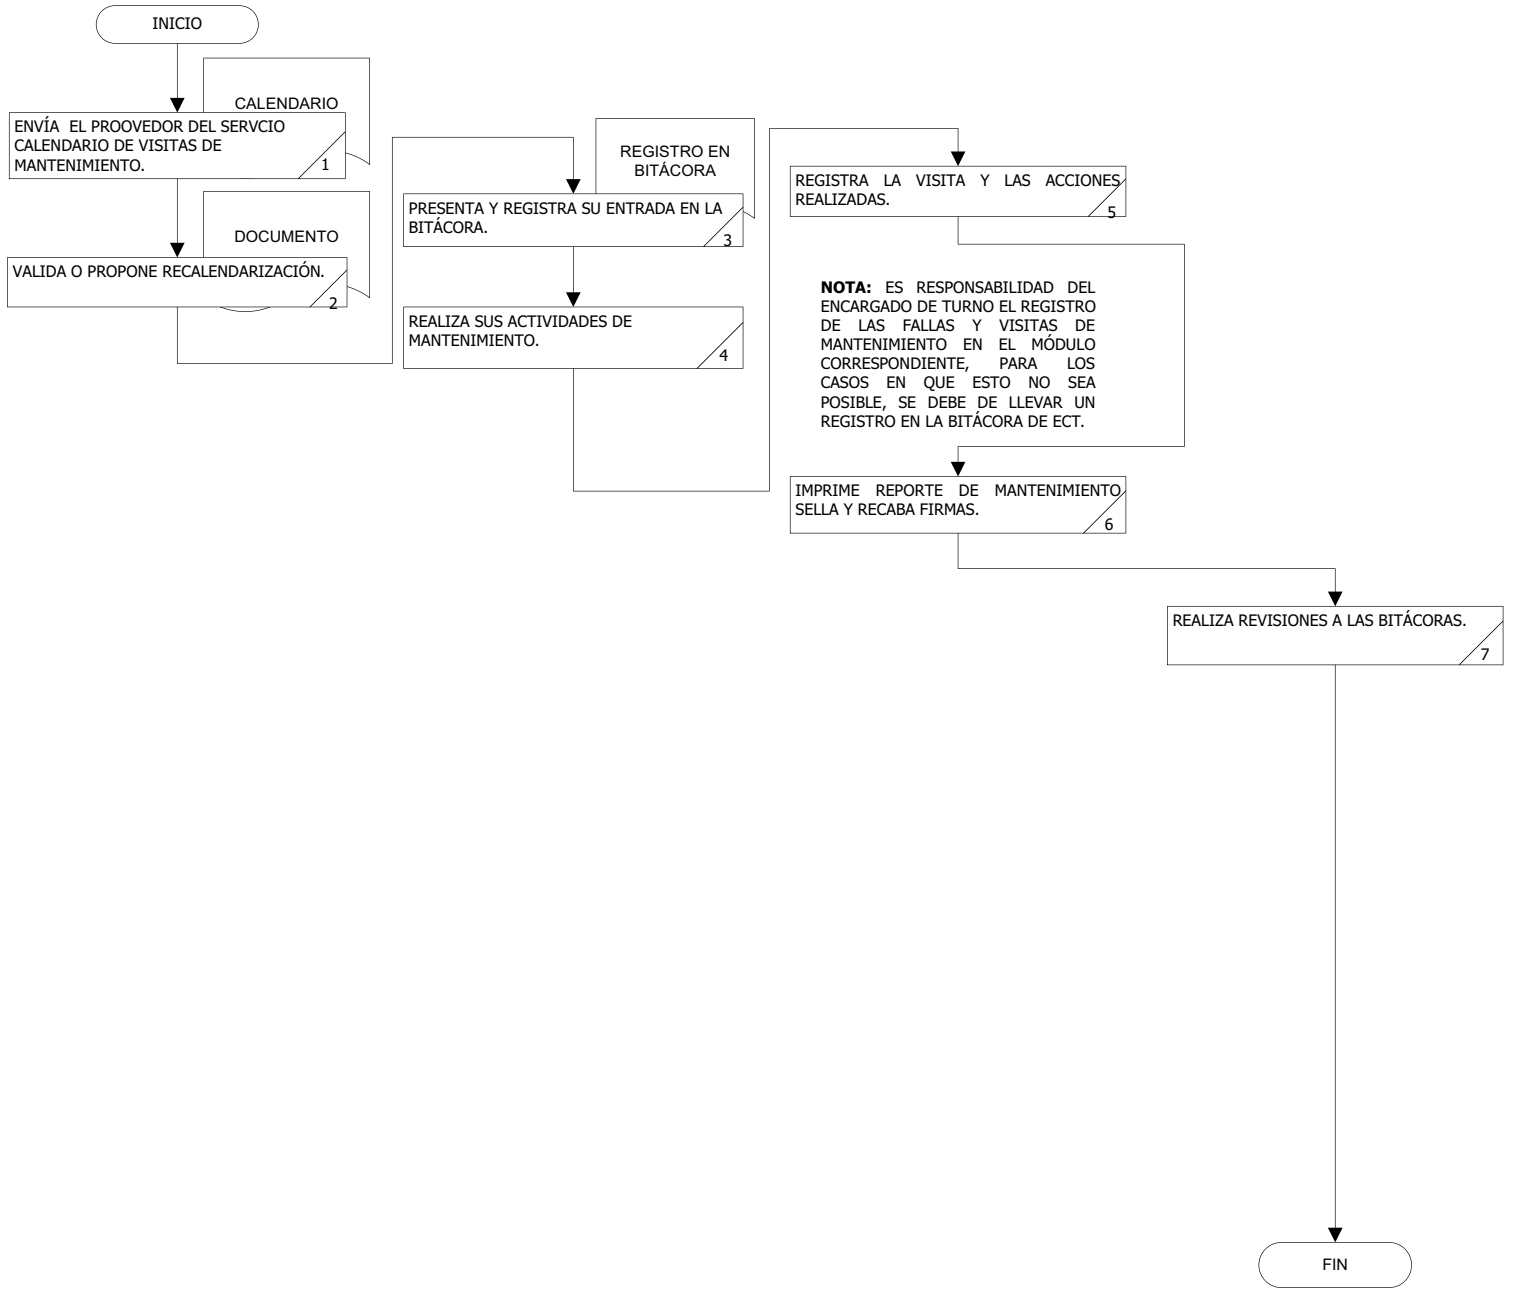 INICIO
CALENDARIO
ENVÍA  EL PROOVEDOR DEL SERVCIO
CALENDARIO DE VISITAS DE
MANTENIMIENTO.
1
DOCUMENTO
VALIDA O PROPONE RECALENDARIZACIÓN.
2
REGISTRO EN
BITÁCORA
PRESENTA Y REGISTRA SU ENTRADA EN LA
BITÁCORA.
3
REALIZA SUS ACTIVIDADES DE
MANTENIMIENTO.
4
REGISTRA LA VISITA Y LAS ACCIONES
REALIZADAS.
5
NOTA: ES RESPONSABILIDAD DEL
ENCARGADO DE TURNO EL REGISTRO
DE LAS FALLAS Y VISITAS DE
MANTENIMIENTO EN EL MÓDULO
CORRESPONDIENTE, PARA LOS
CASOS EN QUE ESTO NO SEA
POSIBLE, SE DEBE DE LLEVAR UN
REGISTRO EN LA BITÁCORA DE ECT.
IMPRIME REPORTE DE MANTENIMIENTO
SELLA Y RECABA FIRMAS.
6
REALIZA REVISIONES A LAS BITÁCORAS.
7
FIN